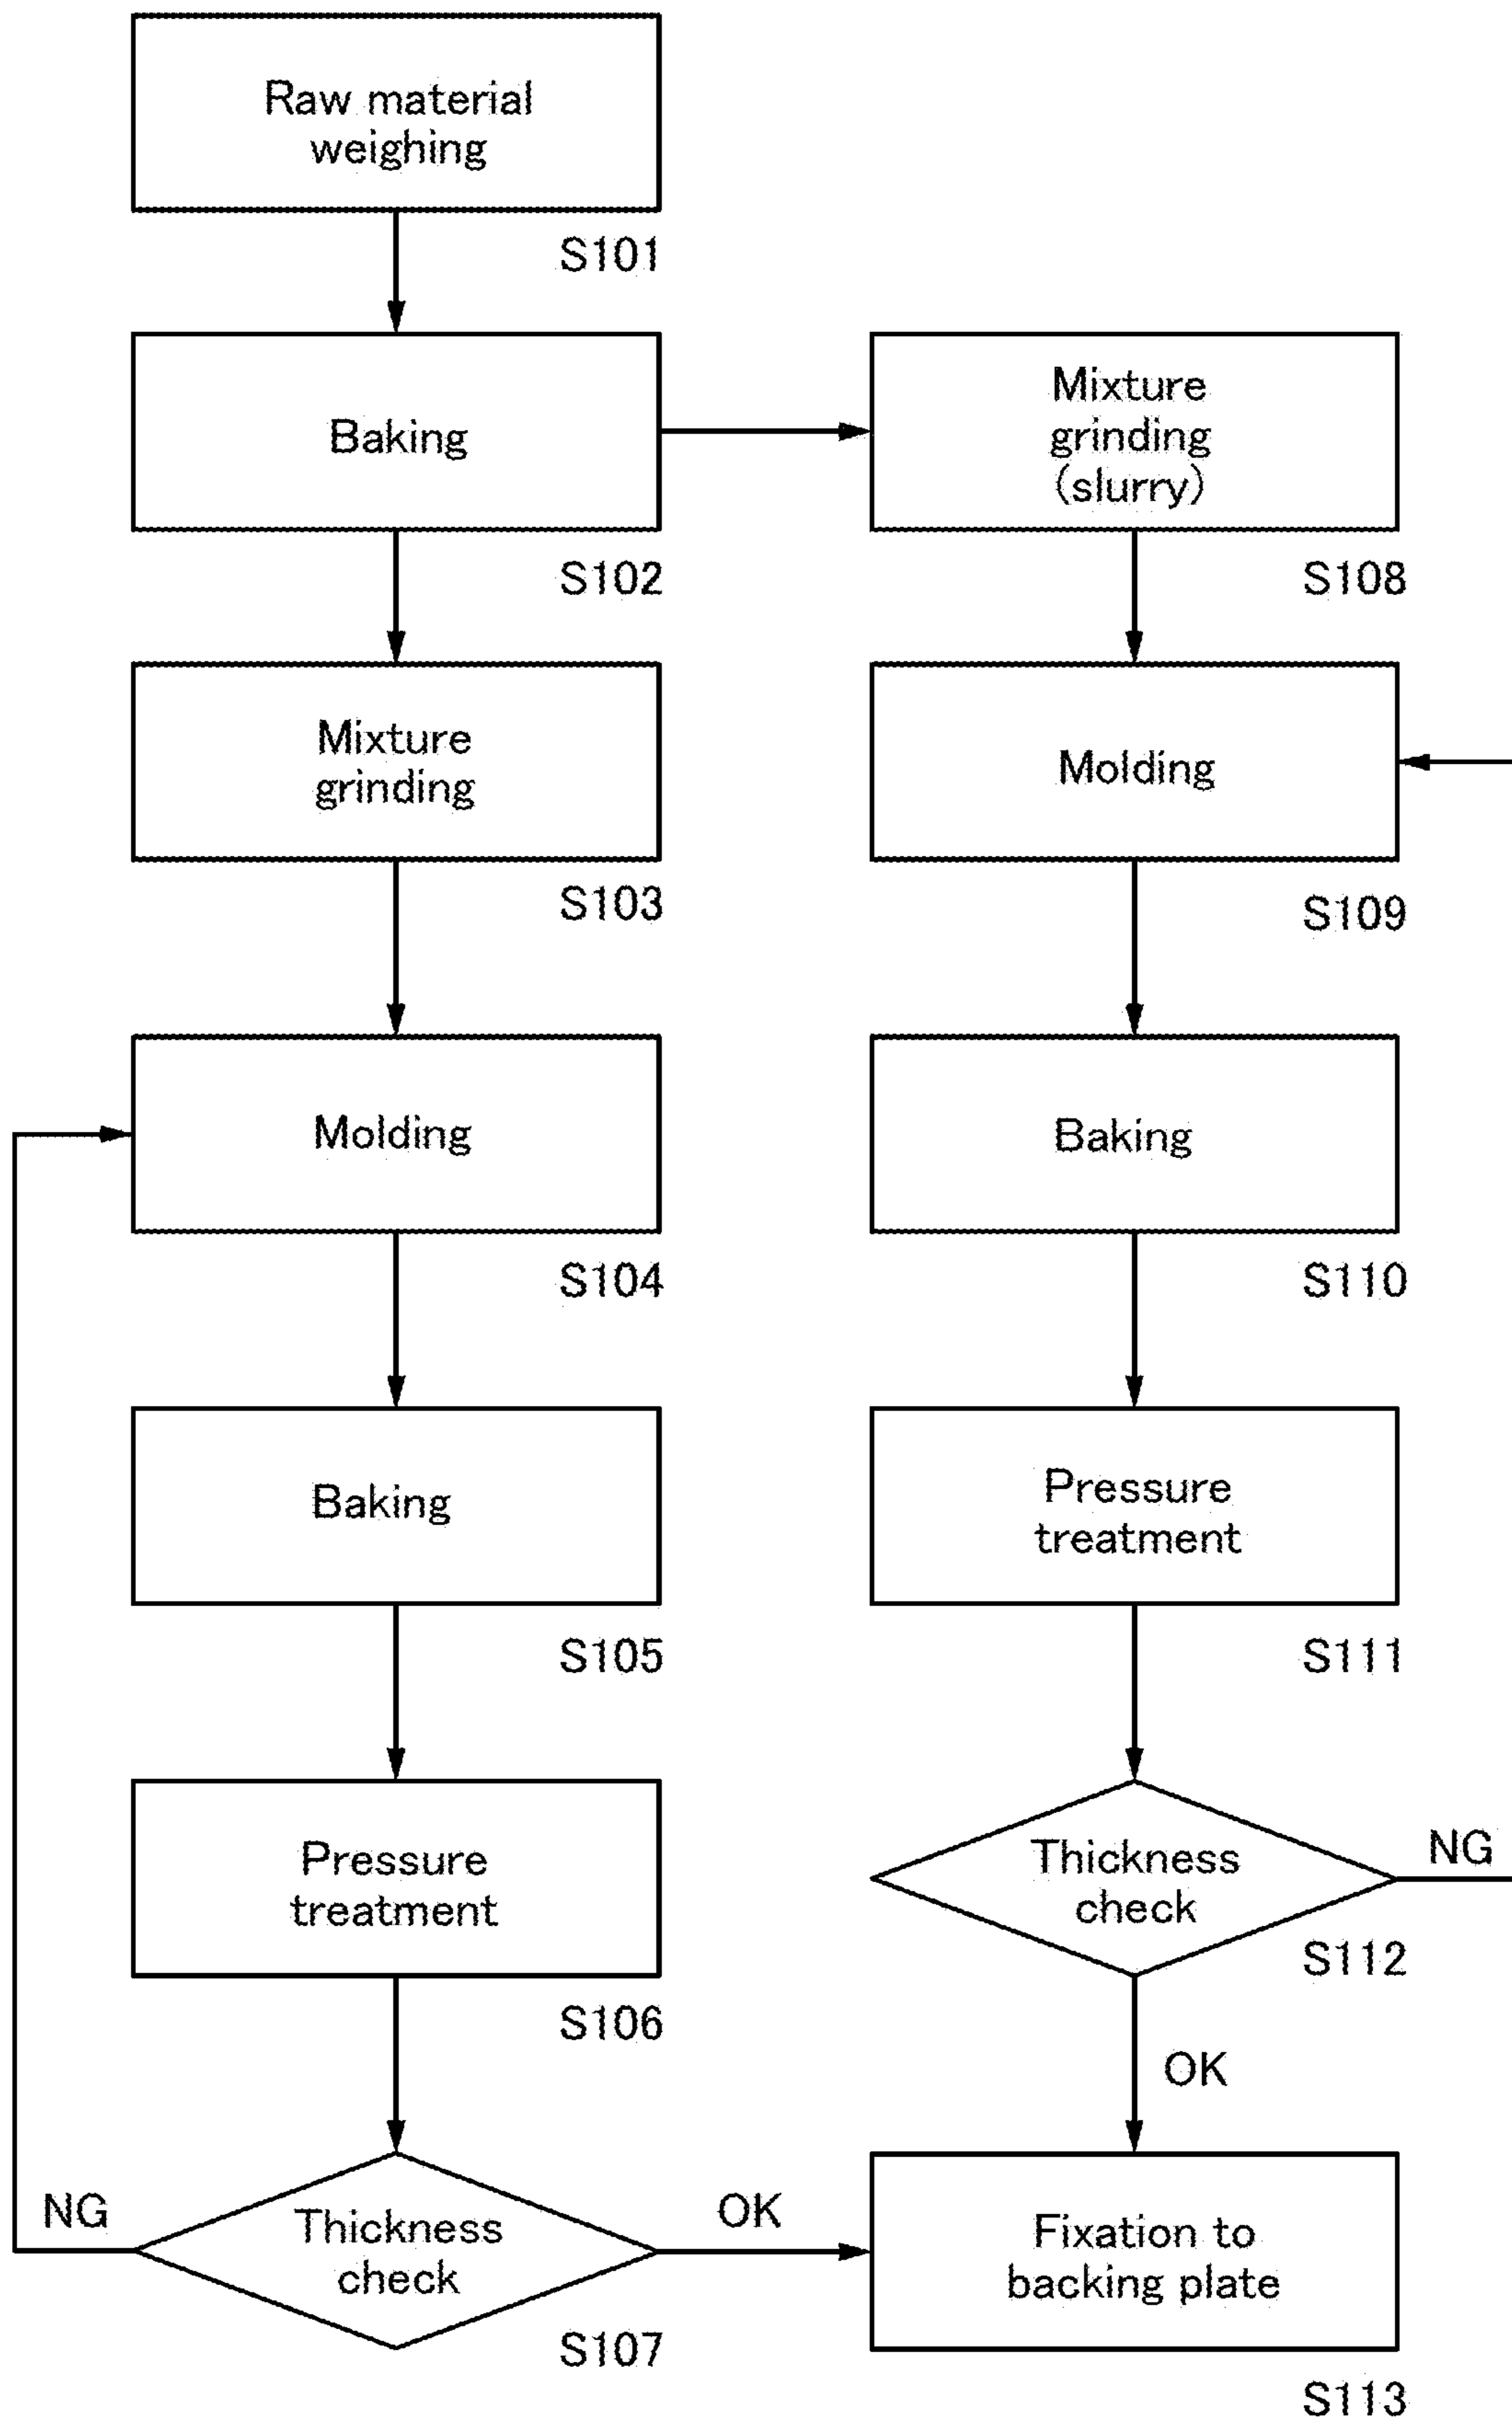 Raw material
weighing
S101
Baking
S102
Mixture
grinding
S103
Molding
S104
Baking
S105
Pressure
treatment
S106
Thickness
check
S107
NG
OK
Mixture
grinding
(slurry)
S108
Molding
S109
Baking
S110
Pressure
treatment
S111
Thickness
check
S112
NG
OK
Fixation to
backing plate
S113